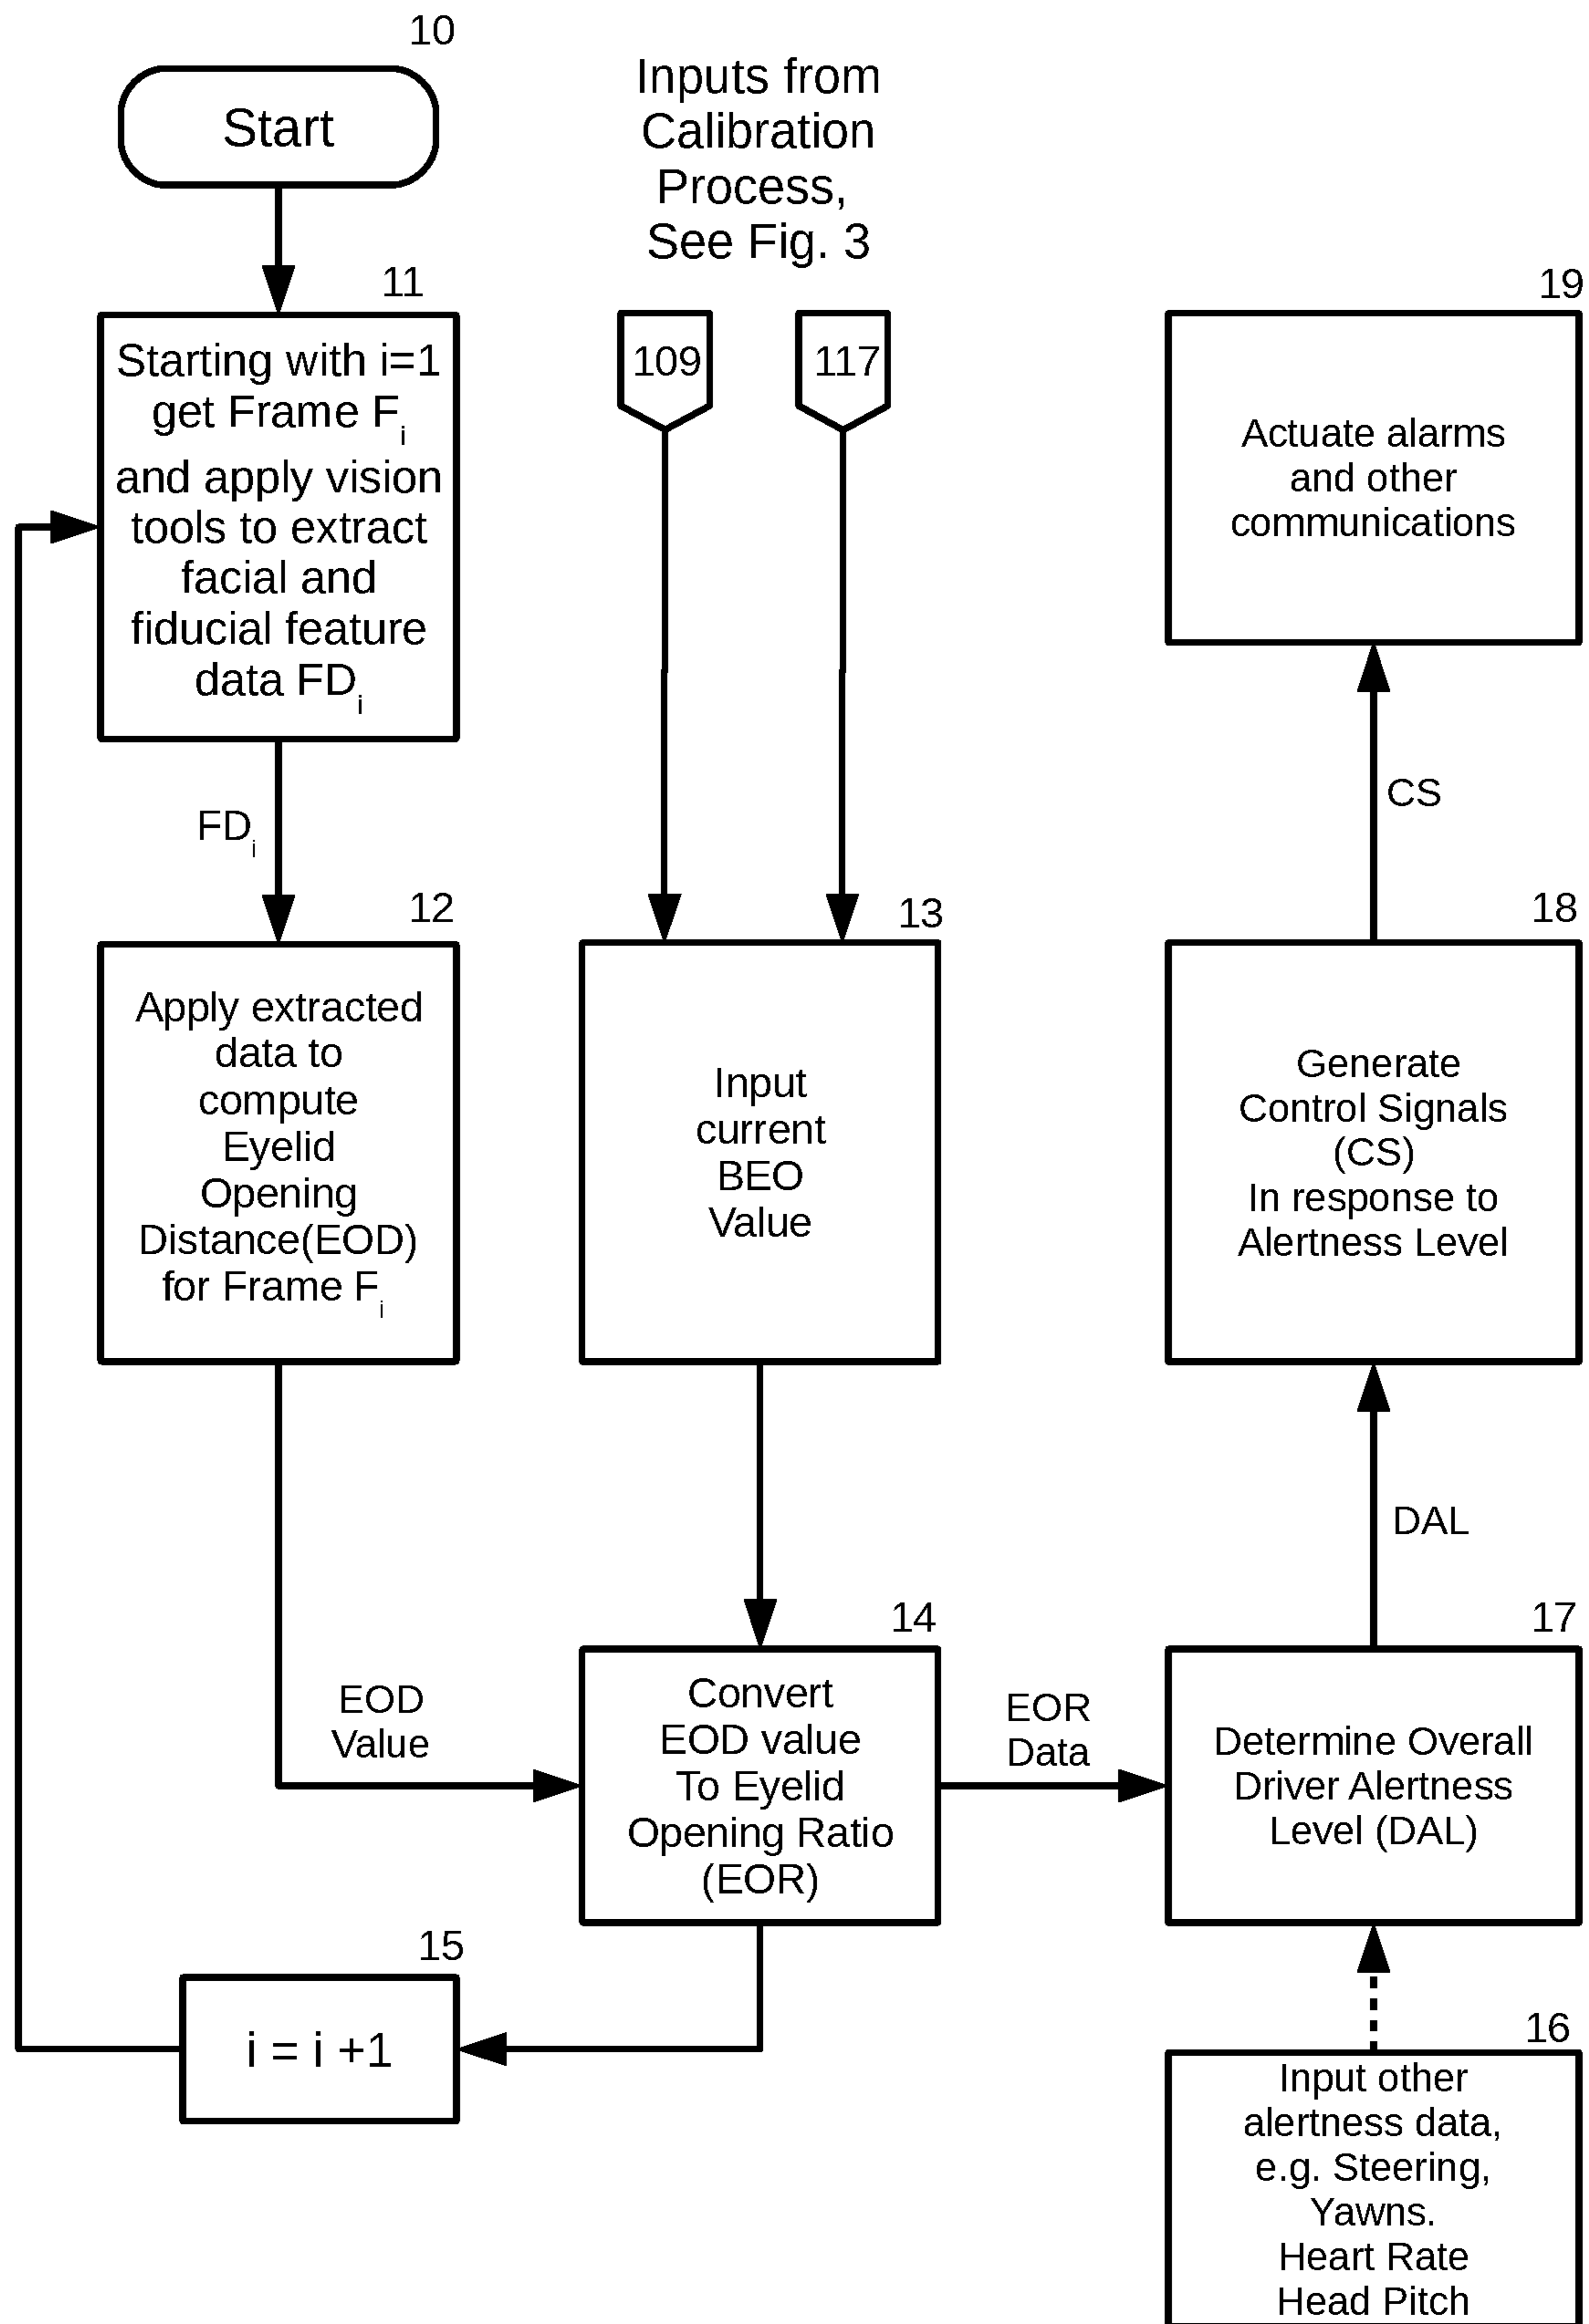 10
Start
11
Starting with i=1
get Frame Fi
and apply vision
tools to extract
facial and
fiducial feature
data FDi
FDi
12
Apply extracted
data to
compute
Eyelid
Opening
Distance(EOD)
for Frame Fi
EOD
Value
15
i = i +1
Inputs from
Calibration
Process,
See Fig. 3
109
117
13
Input
current
BEO
Value
14
Convert
EOD value
To Eyelid
Opening Ratio
(EOR)
EOR
Data
19
Actuate alarms
and other
communications
CS
18
Generate
Control Signals
(CS)
In response to
Alertness Level
DAL
17
Determine Overall
Driver Alertness
Level (DAL)
16
Input other
alertness data,
e.g. Steering,
Yawns.
Heart Rate
Head Pitch